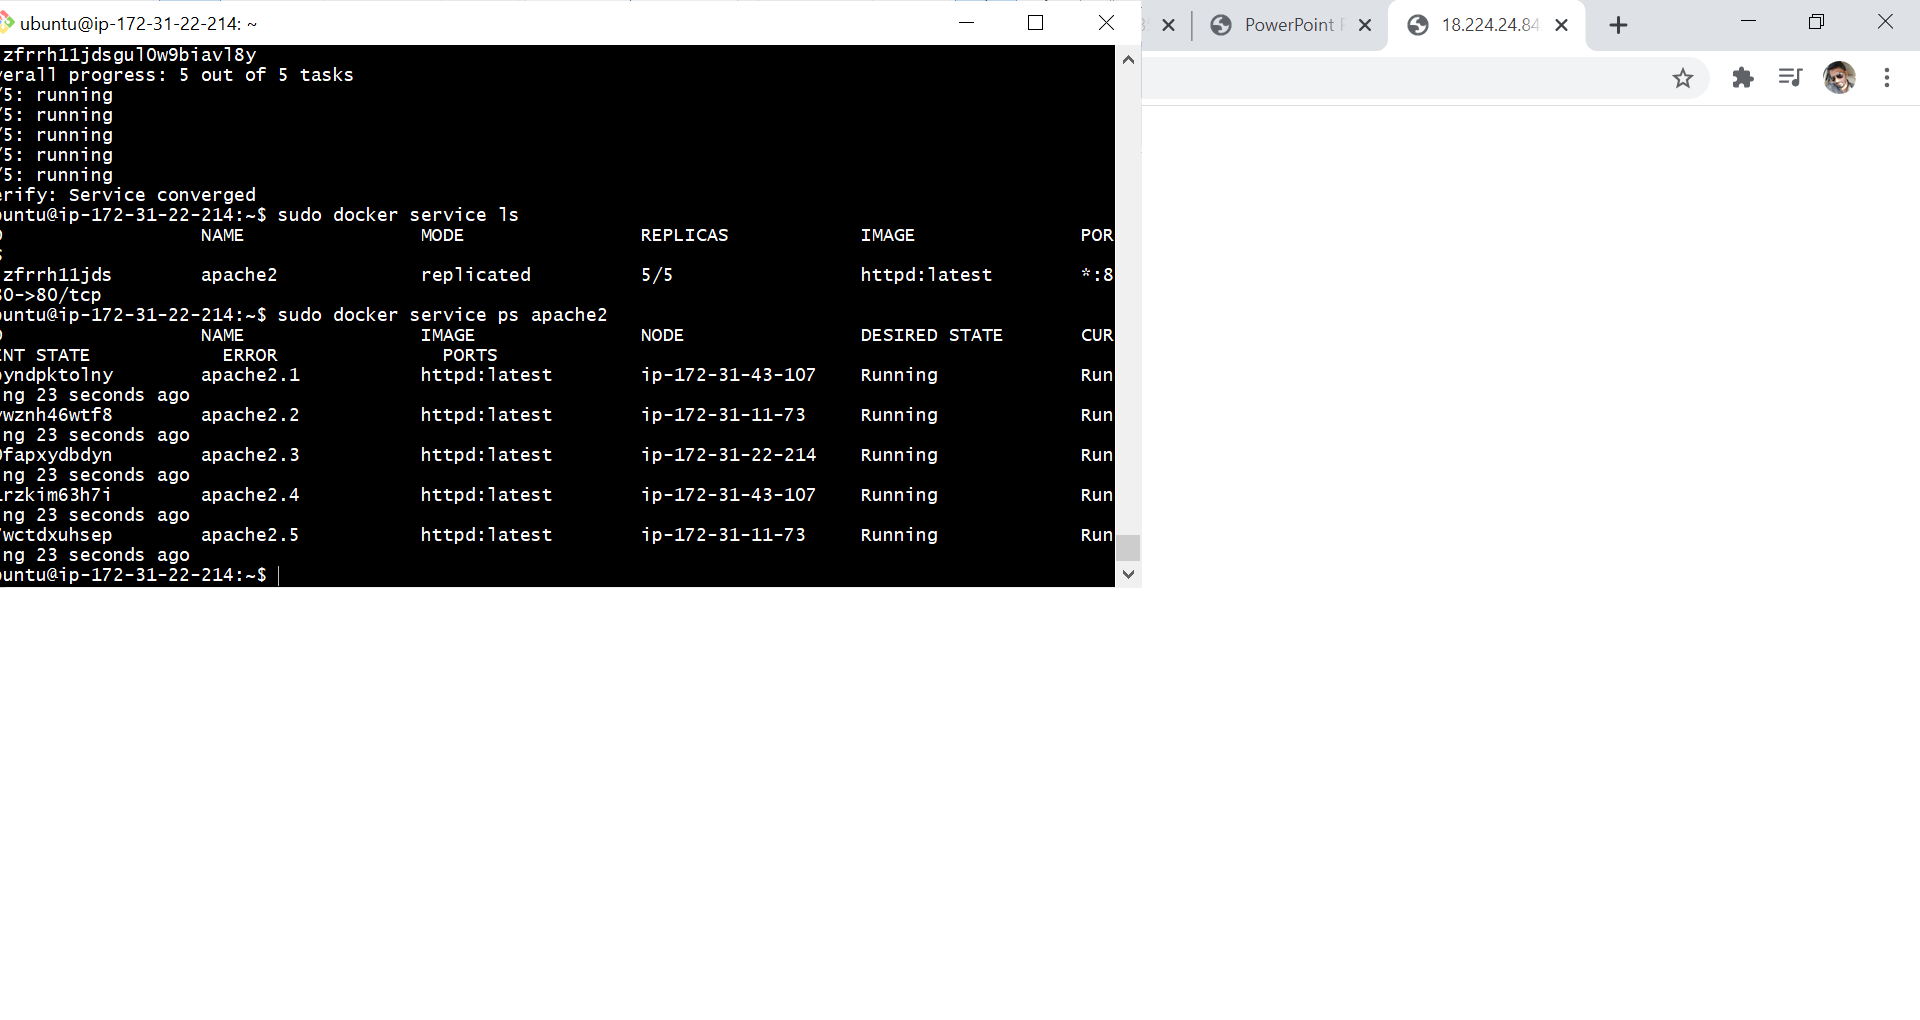 ubuntu@ip-172-31-22-214: ~
PowerPoint
18.224.24.84
zfrrh11jdsgul0w9biavl8y
erall progress: 5 out of 5 tasks
/5: running
/5: running
/5: running
/5: running
/5: running
erify: Service converged
untu@ip-172-31-22-214:~$ sudo docker service ls
NAME MODE REPLICAS IMAGE POR
S
zfrrh11jds apache2 replicated 5/5 httpd:latest *:8
80->80/tcp
untu@ip-172-31-22-214:~$ sudo docker service ps apache2
NAME IMAGE NODE DESIRED STATE CUR
ENT STATE ERROR PORTS
yndpktolny apache2.1 httpd:latest ip-172-31-43-107 Running Run
ng 23 seconds ago
wznh46wtf8 apache2.2 httpd:latest ip-172-31-11-73 Running Run
ng 23 seconds ago
fapxydbdyn apache2.3 httpd:latest ip-172-31-22-214 Running Run
ng 23 seconds ago
rzkim63h7i apache2.4 httpd:latest ip-172-31-43-107 Running Run
ng 23 seconds ago
wctdxuhsep apache2.5 httpd:latest ip-172-31-11-73 Running Run
ng 23 seconds ago
untu@ip-172-31-22-214:~$